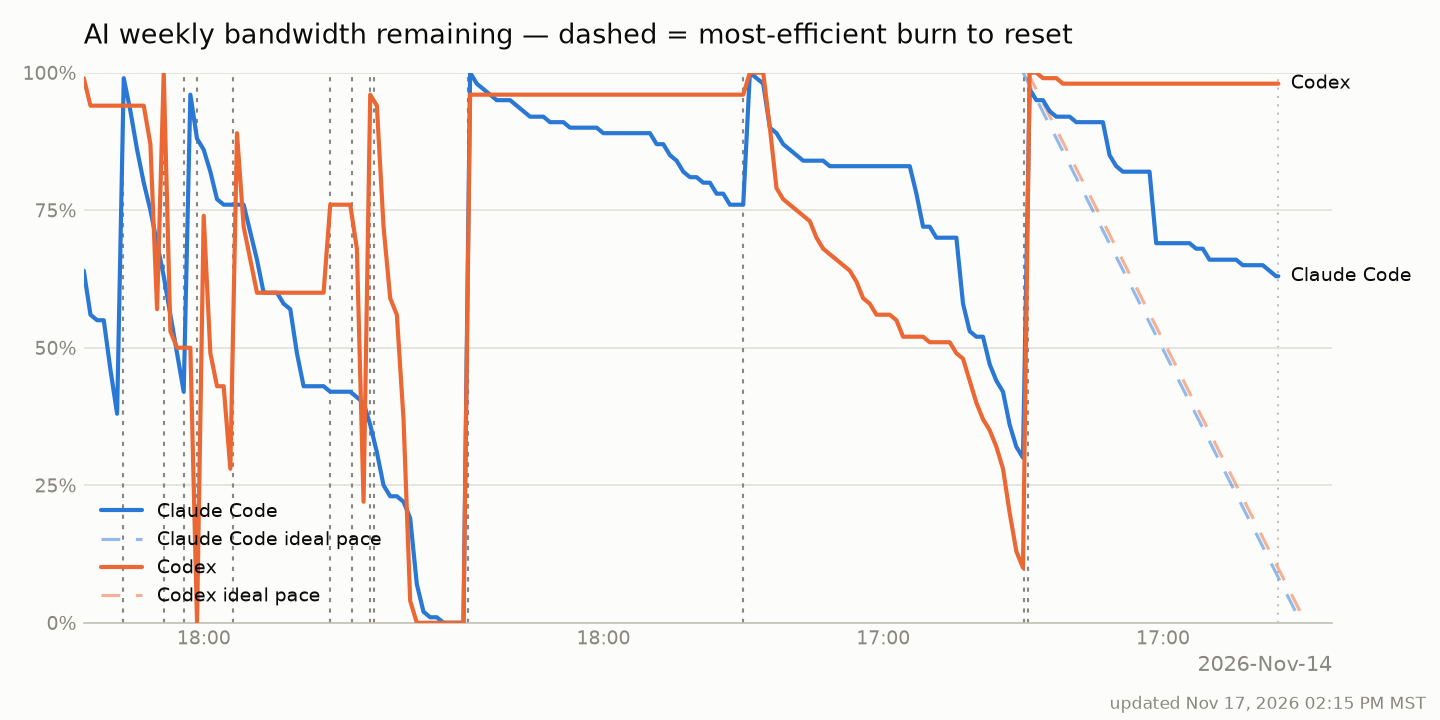 AI weekly bandwidth remaining — dashed = most-efficient burn to reset
100%
75%
50%
25%
0%
Codex
Claude Code
Claude Code
Claude Code ideal pace
Codex
Codex ideal pace
18:00 18:00 17:00 17:00
2026-Nov-14
updated Nov 17, 2026 02:15 PM MST